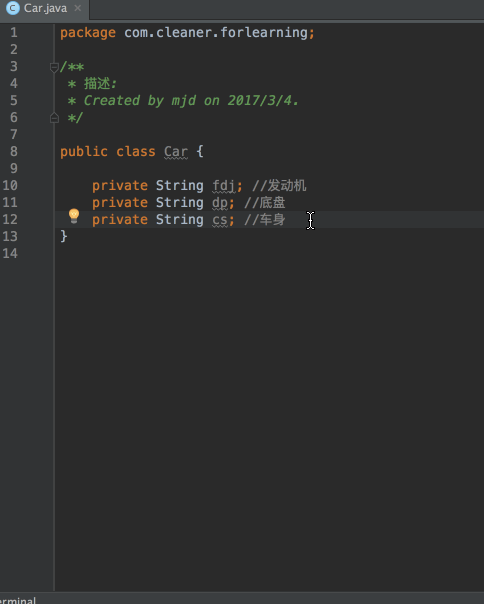 Car.java
1 package com.cleaner.forlearning;
2
3 /**
4 * 描述:
5 * Created by mjd on 2017/3/4.
6 */
7
8 public class Car {
9
10 private String fdj; //发动机
11 private String dp; //底盘
12 private String cs; //车身
13 }
14
erminal